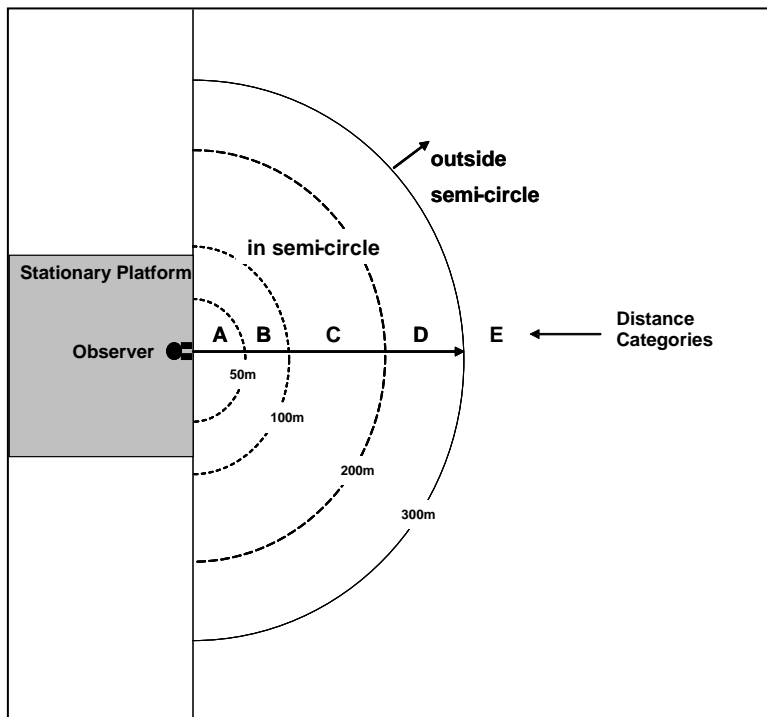 outside
semi-circle
in semi-circle
Stationary Platform
Observer
A
B
C
D
E
Distance
Categories
50m
100m
200m
300m